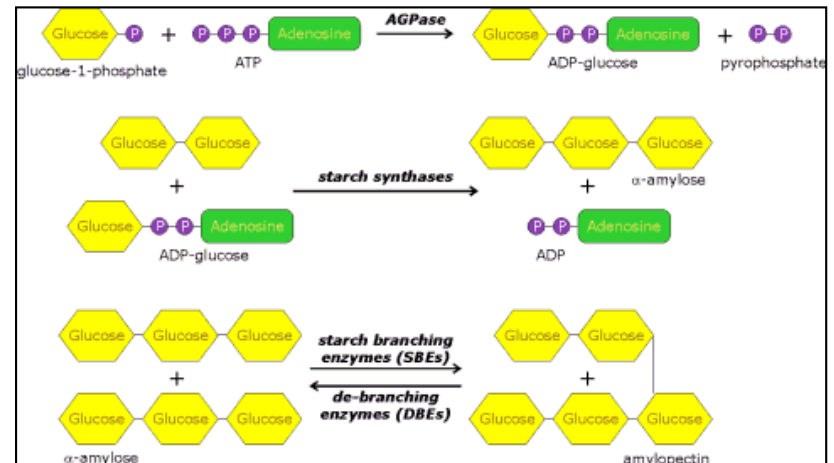 AGPase
Glucose P + P P P Adenosine Glucose P P Adenosine + P P
glucose-1-phosphate ATP ADP-glucose pyrophosphate
Glucose Glucose Glucose Glucose Glucose
+ starch synthases + α-amylose
Glucose P P Adenosine P P Adenosine
ADP-glucose ADP
Glucose Glucose Glucose starch branching Glucose Glucose
+ enzymes (SBEs) +
de-branching
Glucose Glucose Glucose enzymes (DBEs) Glucose Glucose Glucose
α-amylose amylopectin